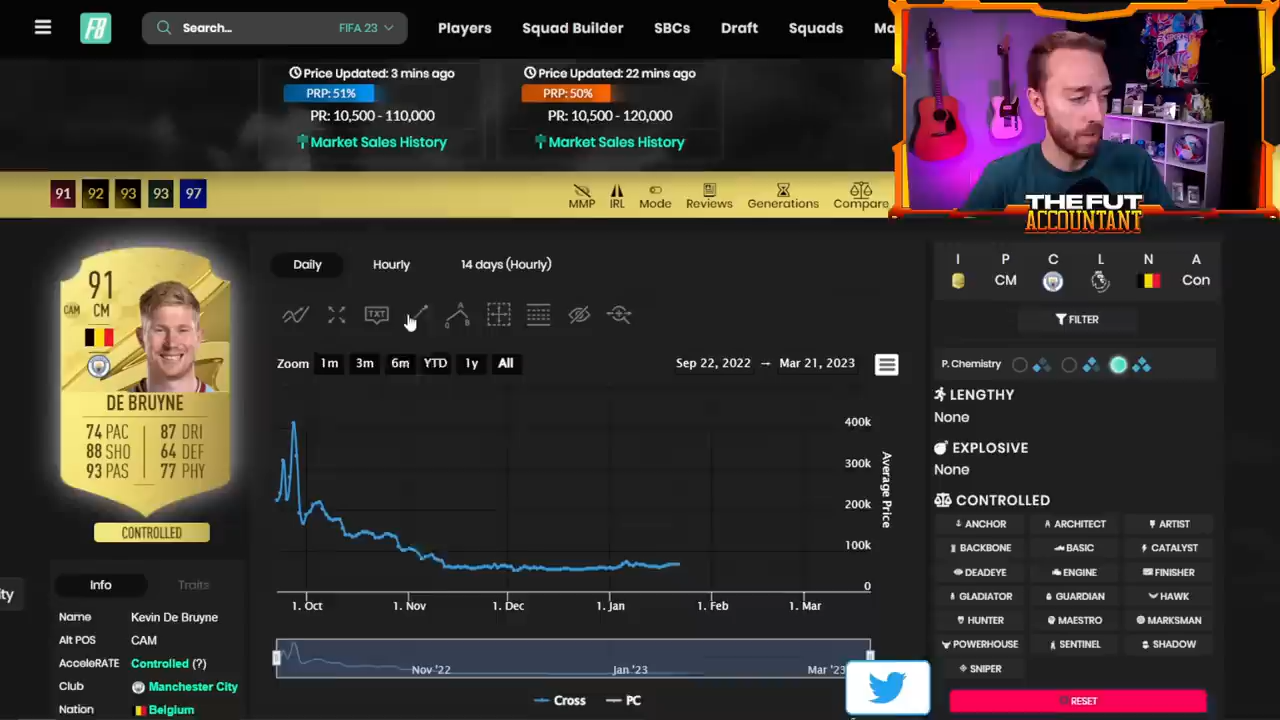 FB
Search...
FIFA 23
Players
Squad Builder
SBCs
Draft
Squads
Ma
Price Updated: 3 mins ago
Price Updated: 22 mins ago
PRP: 51%
PRP: 50%
PR: 10,500 - 110,000
PR: 10,500 - 120,000
Market Sales History
Market Sales History
THE FUT
ACCOUNTANT
91
92
93
93
97
MMP
IRL
Mode
Reviews
Generations
Compare
91
CAM
CM
DE BRUYNE
74 PAC
87 DRI
88 SHO
64 DEF
93 PAS
77 PHY
CONTROLLED
Daily
Hourly
14 days (Hourly)
TXT
Zoom
1m
3m
6m
YTD
1y
All
Sep 22, 2022 → Mar 21, 2023
400k
300k
200k
100k
0
Average Price
1. Oct
1. Nov
1. Dec
1. Jan
1. Feb
1. Mar
Nov '22
Jan '23
Mar '23
Cross
PC
I
P
C
L
N
A
CM
Con
FILTER
P. Chemistry
LENGTHY
None
EXPLOSIVE
None
CONTROLLED
ANCHOR
ARCHITECT
ARTIST
BACKBONE
BASIC
CATALYST
DEADEYE
ENGINE
FINISHER
GLADIATOR
GUARDIAN
HAWK
HUNTER
MAESTRO
MARKSMAN
POWERHOUSE
SENTINEL
SHADOW
SNIPER
RESET
ty
Info
Traits
Name
Kevin De Bruyne
Alt POS
CAM
AcceleRATE
Controlled (?)
Club
Manchester City
Nation
Belgium